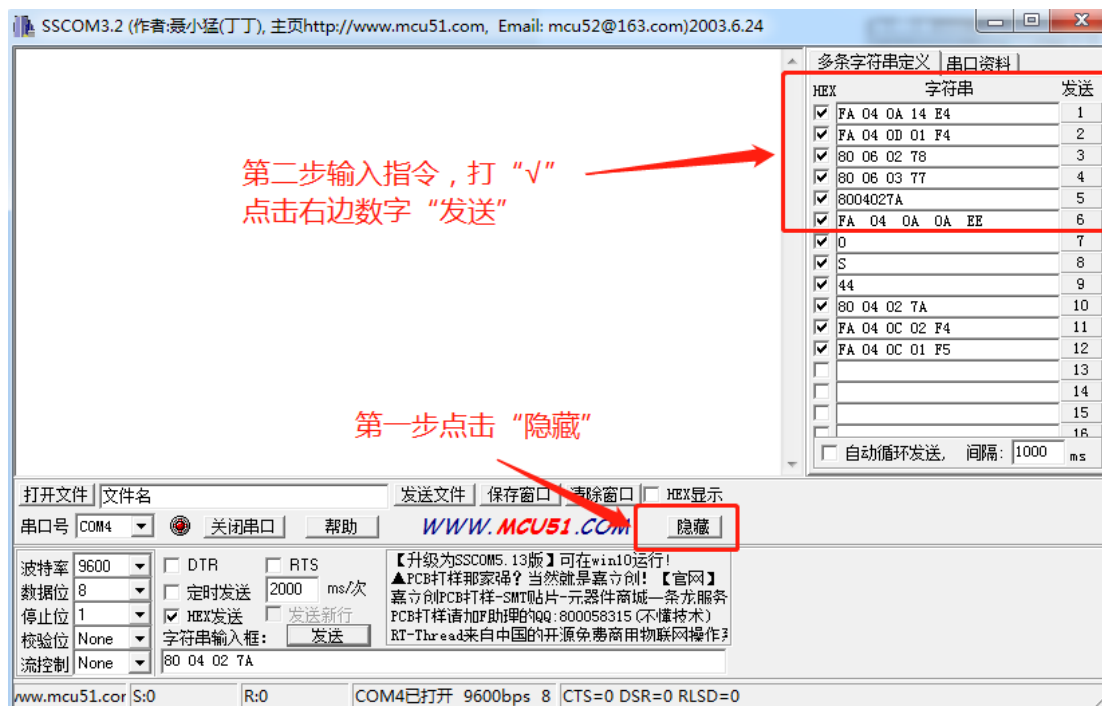 SSCOM3.2 (作者:聂小猛(丁丁), 主页http://www.mcu51.com, Email: mcu52@163.com)2003.6.24
多条字符串定义 串口资料
HEX 字符串 发送
FA 04 0A 14 E4 1
FA 04 0D 01 F4 2
80 06 02 78 3
80 06 03 77 4
8004027A 5
FA 04 0A 0A EE 6
0 7
S 8
44 9
80 04 02 7A 10
FA 04 0C 02 F4 11
FA 04 0C 01 F5 12
13
14
15
16
自动循环发送, 间隔: 1000 ms
第二步输入指令，打“√”
点击右边数字“发送”
第一步点击“隐藏”
打开文件 文件名 发送文件 保存窗口 清除窗口 HEX显示
串口号 COM4 关闭串口 帮助 WWW.MCU51.COM 隐藏
波特率 9600 DTR RTS
数据位 8 定时发送 2000 ms/次
停止位 1 HEX发送 发送新行
校验位 None 字符串输入框: 发送
流控制 None 80 04 02 7A
【升级为SSCOM5.13版】可在win10运行!
▲PCB打样那家强? 当然就是嘉立创! 【官网】
嘉立创PCB打样-SMT贴片-元器件商城一条龙服务
PCB打样请加QQ:800058315(不懂技术)
RT-Thread来自中国的开源免费商用物联网操作
www.mcu51.cor S:0 R:0 COM4已打开 9600bps 8 CTS=0 DSR=0 RLSD=0